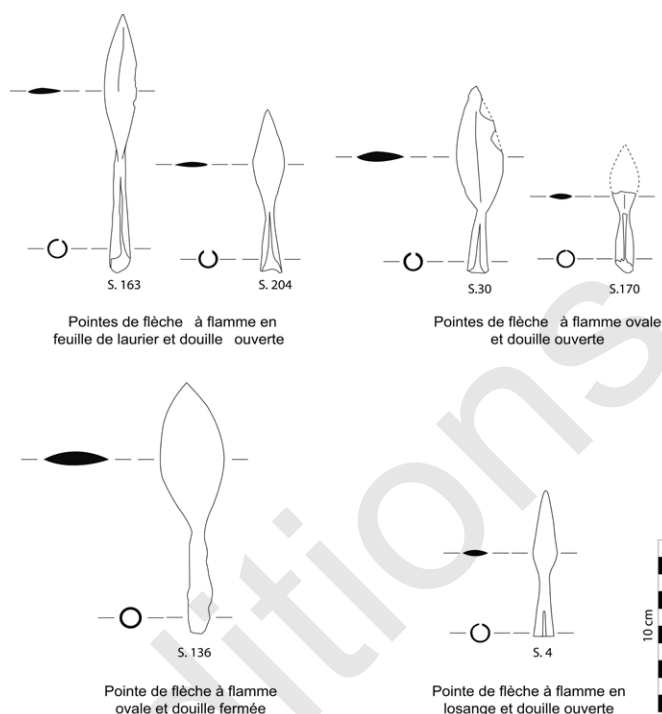 S. 163
S. 204
S.30
S.170
Pointes de flèche à flamme en
feuille de laurier et douille ouverte
Pointes de flèche à flamme ovale
et douille ouverte
S. 136
S. 4
10 cm
Pointe de flèche à flamme
ovale et douille fermée
Pointe de flèche à flamme en
losange et douille ouverte
ditions